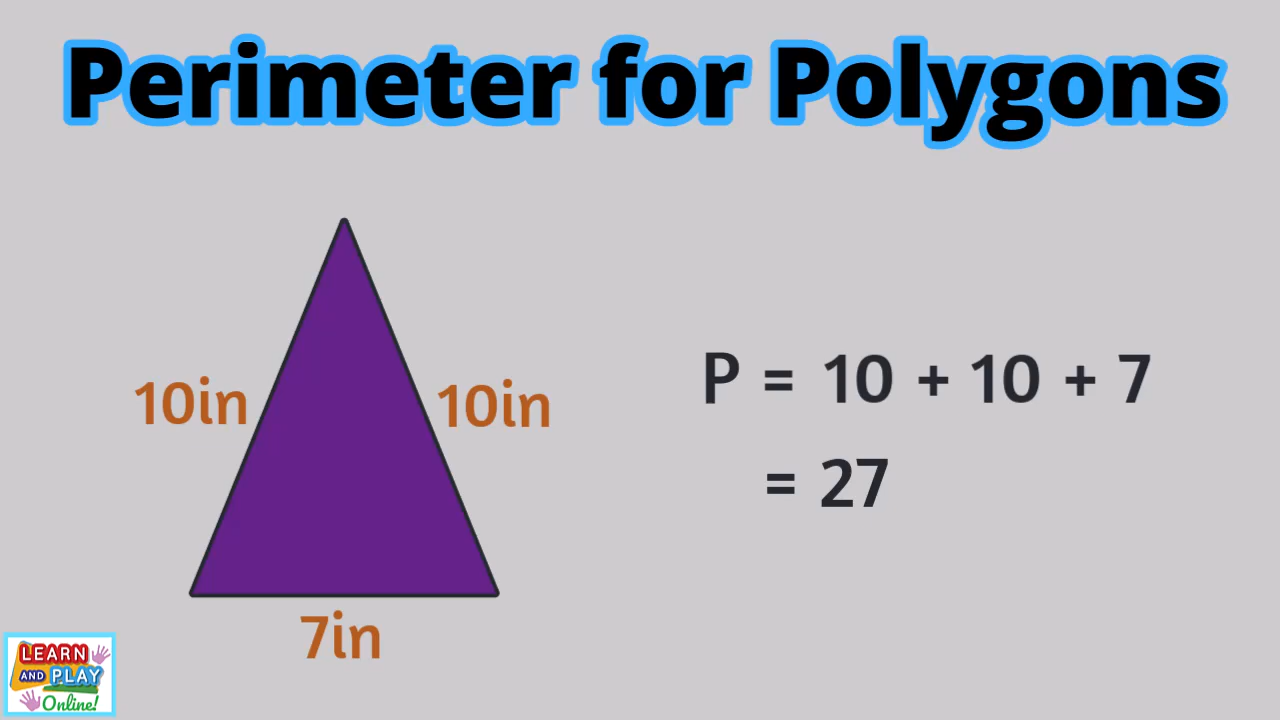 Perimeter for Polygons
10in
10in
7in
P = 10 + 10 + 7
= 27
LEARN
AND PLAY
Online!